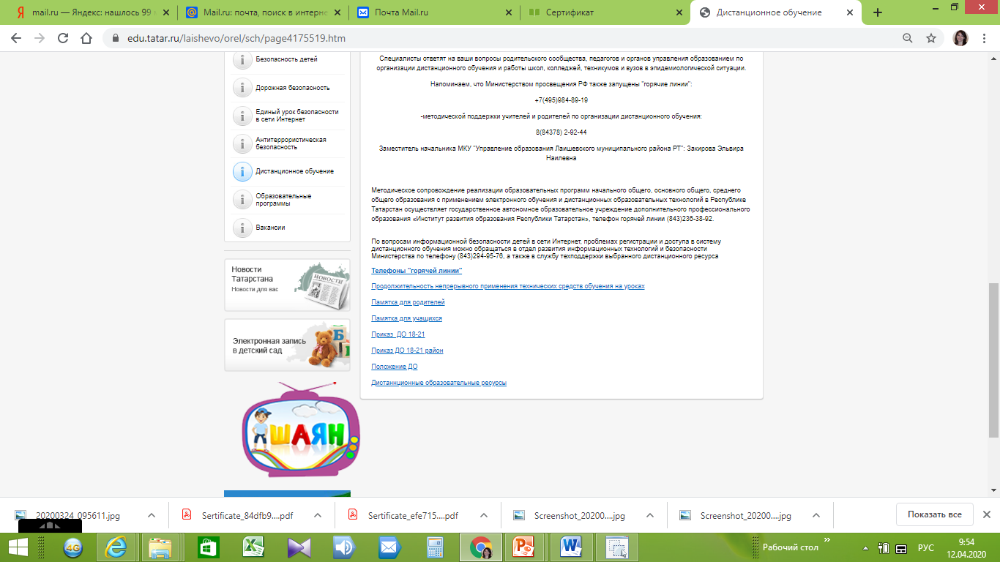 mail.ru — Яндекс: нашлось 99
Mail.ru: почта, поиск в интерне
Почта Mail.ru
Сертификат
Дистанционное обучение
edu.tatar.ru/laishevo/orel/sch/page4175519.htm
Безопасность детей
Дорожная безопасность
Единый урок безопасности
в сети Интернет
Антитеррористическая
безопасность
Дистанционное обучение
Образовательные
программы
Вакансии
Новости
Татарстана
Новости для вас
НОВОСТИ
Электронная запись
в детский сад
Б
ШАЯН
Специалисты ответят на ваши вопросы родительского сообщества, педагогов и органов управления образованием по
организации дистанционного обучения и работы школ, колледжей, техникумов и вузов в эпидемиологической ситуации.
Напоминаем, что Министерством просвещения РФ также запущены "горячие линии":
+7(495)984-89-19
-методической поддержки учителей и родителей по организации дистанционного обучения:
8(84378) 2-92-44
Заместитель начальника МКУ "Управление образования Лаишевского муниципального района РТ": Закирова Эльвира
Наилевна
Методическое сопровождение реализации образовательных программ начального общего, основного общего, среднего
общего образования с применением электронного обучения и дистанционных образовательных технологий в Республике
Татарстан осуществляет государственное автономное образовательное учреждение дополнительного профессионального
образования «Институт развития образования Республики Татарстан», телефон горячей линии (843)236-38-92.
По вопросам информационной безопасности детей в сети Интернет, проблемах регистрации и доступа в систему
дистанционного обучения можно обращаться в отдел развития информационных технологий и безопасности
Министерства по телефону (843)294-95-76, а также в службу техподдержки выбранного дистанционного ресурса
Телефоны "горячей линии"
Продолжительность непрерывного применения технических средств обучения на уроках
Памятка для родителей
Памятка для учащихся
Приказ ДО 18-21
Приказ ДО 18-21 район
Положение ДО
Дистаннционные образовательные ресурсы
20200324_095611.jpg
Sertificate_84dfb9....pdf
Sertificate_efe715....pdf
Screenshot_20200....jpg
Screenshot_20200....jpg
Показать все
4G
Рабочий стол
РУС
9:54
12.04.2020